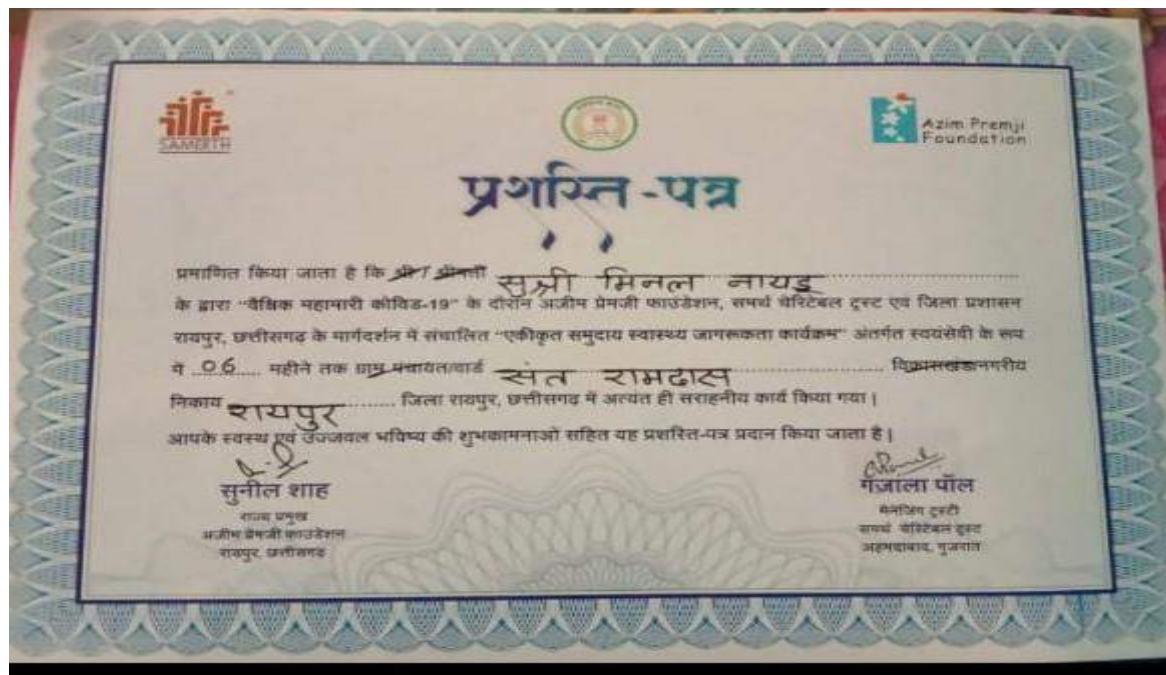 SAMERTH
Azim Premji
Foundation
प्रशस्ति-पत्र
प्रमाणित किया जाता है कि श्री / श्रीमती सुश्री मिनल नायडू
के द्वारा "वैश्विक महामारी कोविड-19" के दौरान अजीम प्रेमजी फाउंडेशन, समर्थ चेरिटेबल ट्रस्ट एवं जिला प्रशासन
रायपुर, छत्तीसगढ़ के मार्गदर्शन में संचालित "एकीकृत समुदाय स्वास्थ्य जागरूकता कार्यक्रम" अंतर्गत स्वयंसेवी के रूप
मे 06 महीने तक ग्राम पंचायत/वार्ड संत रामदास विकासखंड/नगरीय
निकाय रायपुर जिला रायपुर, छत्तीसगढ़ में अत्यंत ही सराहनीय कार्य किया गया |
आपके स्वस्थ एवं उज्जवल भविष्य की शुभकामनाओं सहित यह प्रशस्ति-पत्र प्रदान किया जाता है |
सुनील शाह
राज्य प्रमुख
अजीम प्रेमजी फाउंडेशन
रायपुर, छत्तीसगढ़
गजाला पॉल
मेनेजिंग ट्रस्टी
समर्थ चेरिटेबल ट्रस्ट
अहमदाबाद, गुजरात